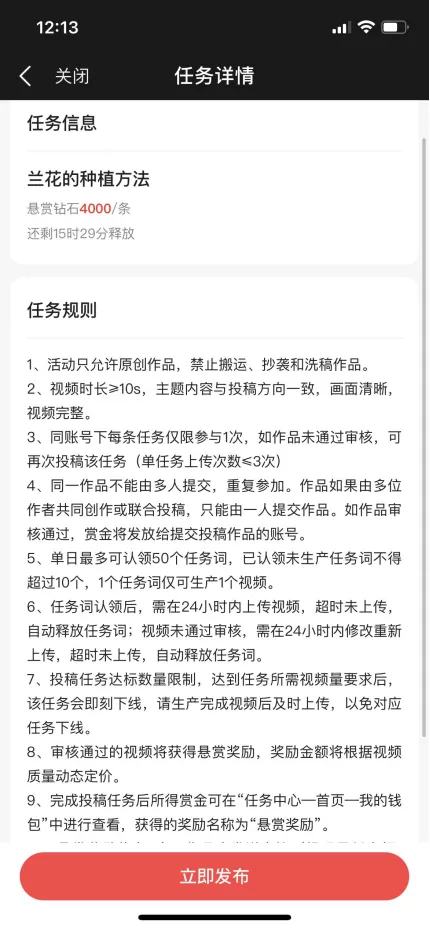 12:13
关闭
任务详情
任务信息
兰花的种植方法
悬赏钻石4000/条
还剩15时29分释放
任务规则
1、活动只允许原创作品，禁止搬运、抄袭和洗稿作品。
2、视频时长≥10s，主题内容与投稿方向一致，画面清晰，
视频完整。
3、同账号下每条任务仅限参与1次，如作品未通过审核，可
再次投稿该任务（单任务上传次数≤3次）
4、同一作品不能由多人提交，重复参加。作品如果由多位
作者共同创作或联合投稿，只能由一人提交作品。如作品审
核通过，赏金将发放给提交投稿作品的账号。
5、单日最多可认领50个任务词，已认领未生产任务词不得
超过10个，1个任务词仅可生产1个视频。
6、任务词认领后，需在24小时内上传视频，超时未上传，
自动释放任务词；视频未通过审核，需在24小时内修改重新
上传，超时未上传，自动释放任务词。
7、投稿任务达标数量限制，达到任务所需视频量要求后，
该任务会即刻下线，请生产完成视频后及时上传，以免对应
任务下线。
8、审核通过的视频将获得悬赏奖励，奖励金额将根据视频
质量动态定价。
9、完成投稿任务后所得赏金可在“任务中心—首页—我的钱
包”中进行查看，获得的奖励名称为“悬赏奖励”。
立即发布